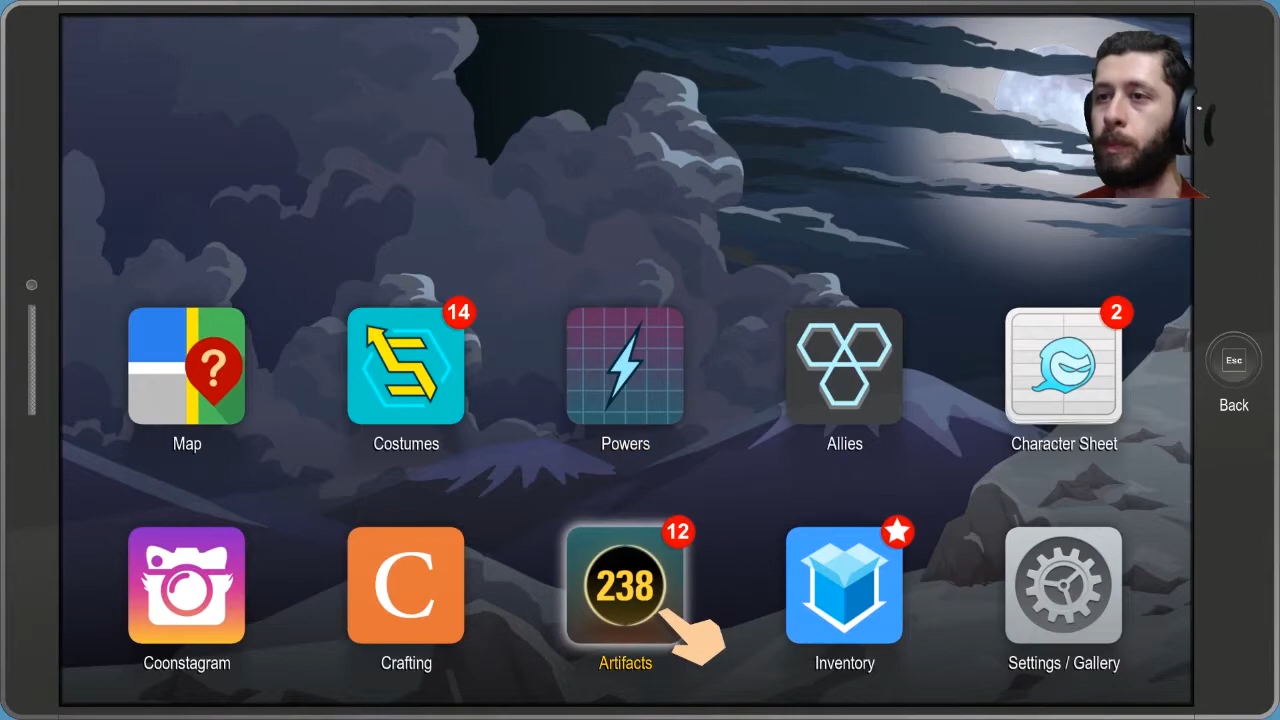 14
2
?
Esc
Back
Map
Costumes
Powers
Allies
Character Sheet
12
C
238
Coonstagram
Crafting
Artifacts
Inventory
Settings / Gallery